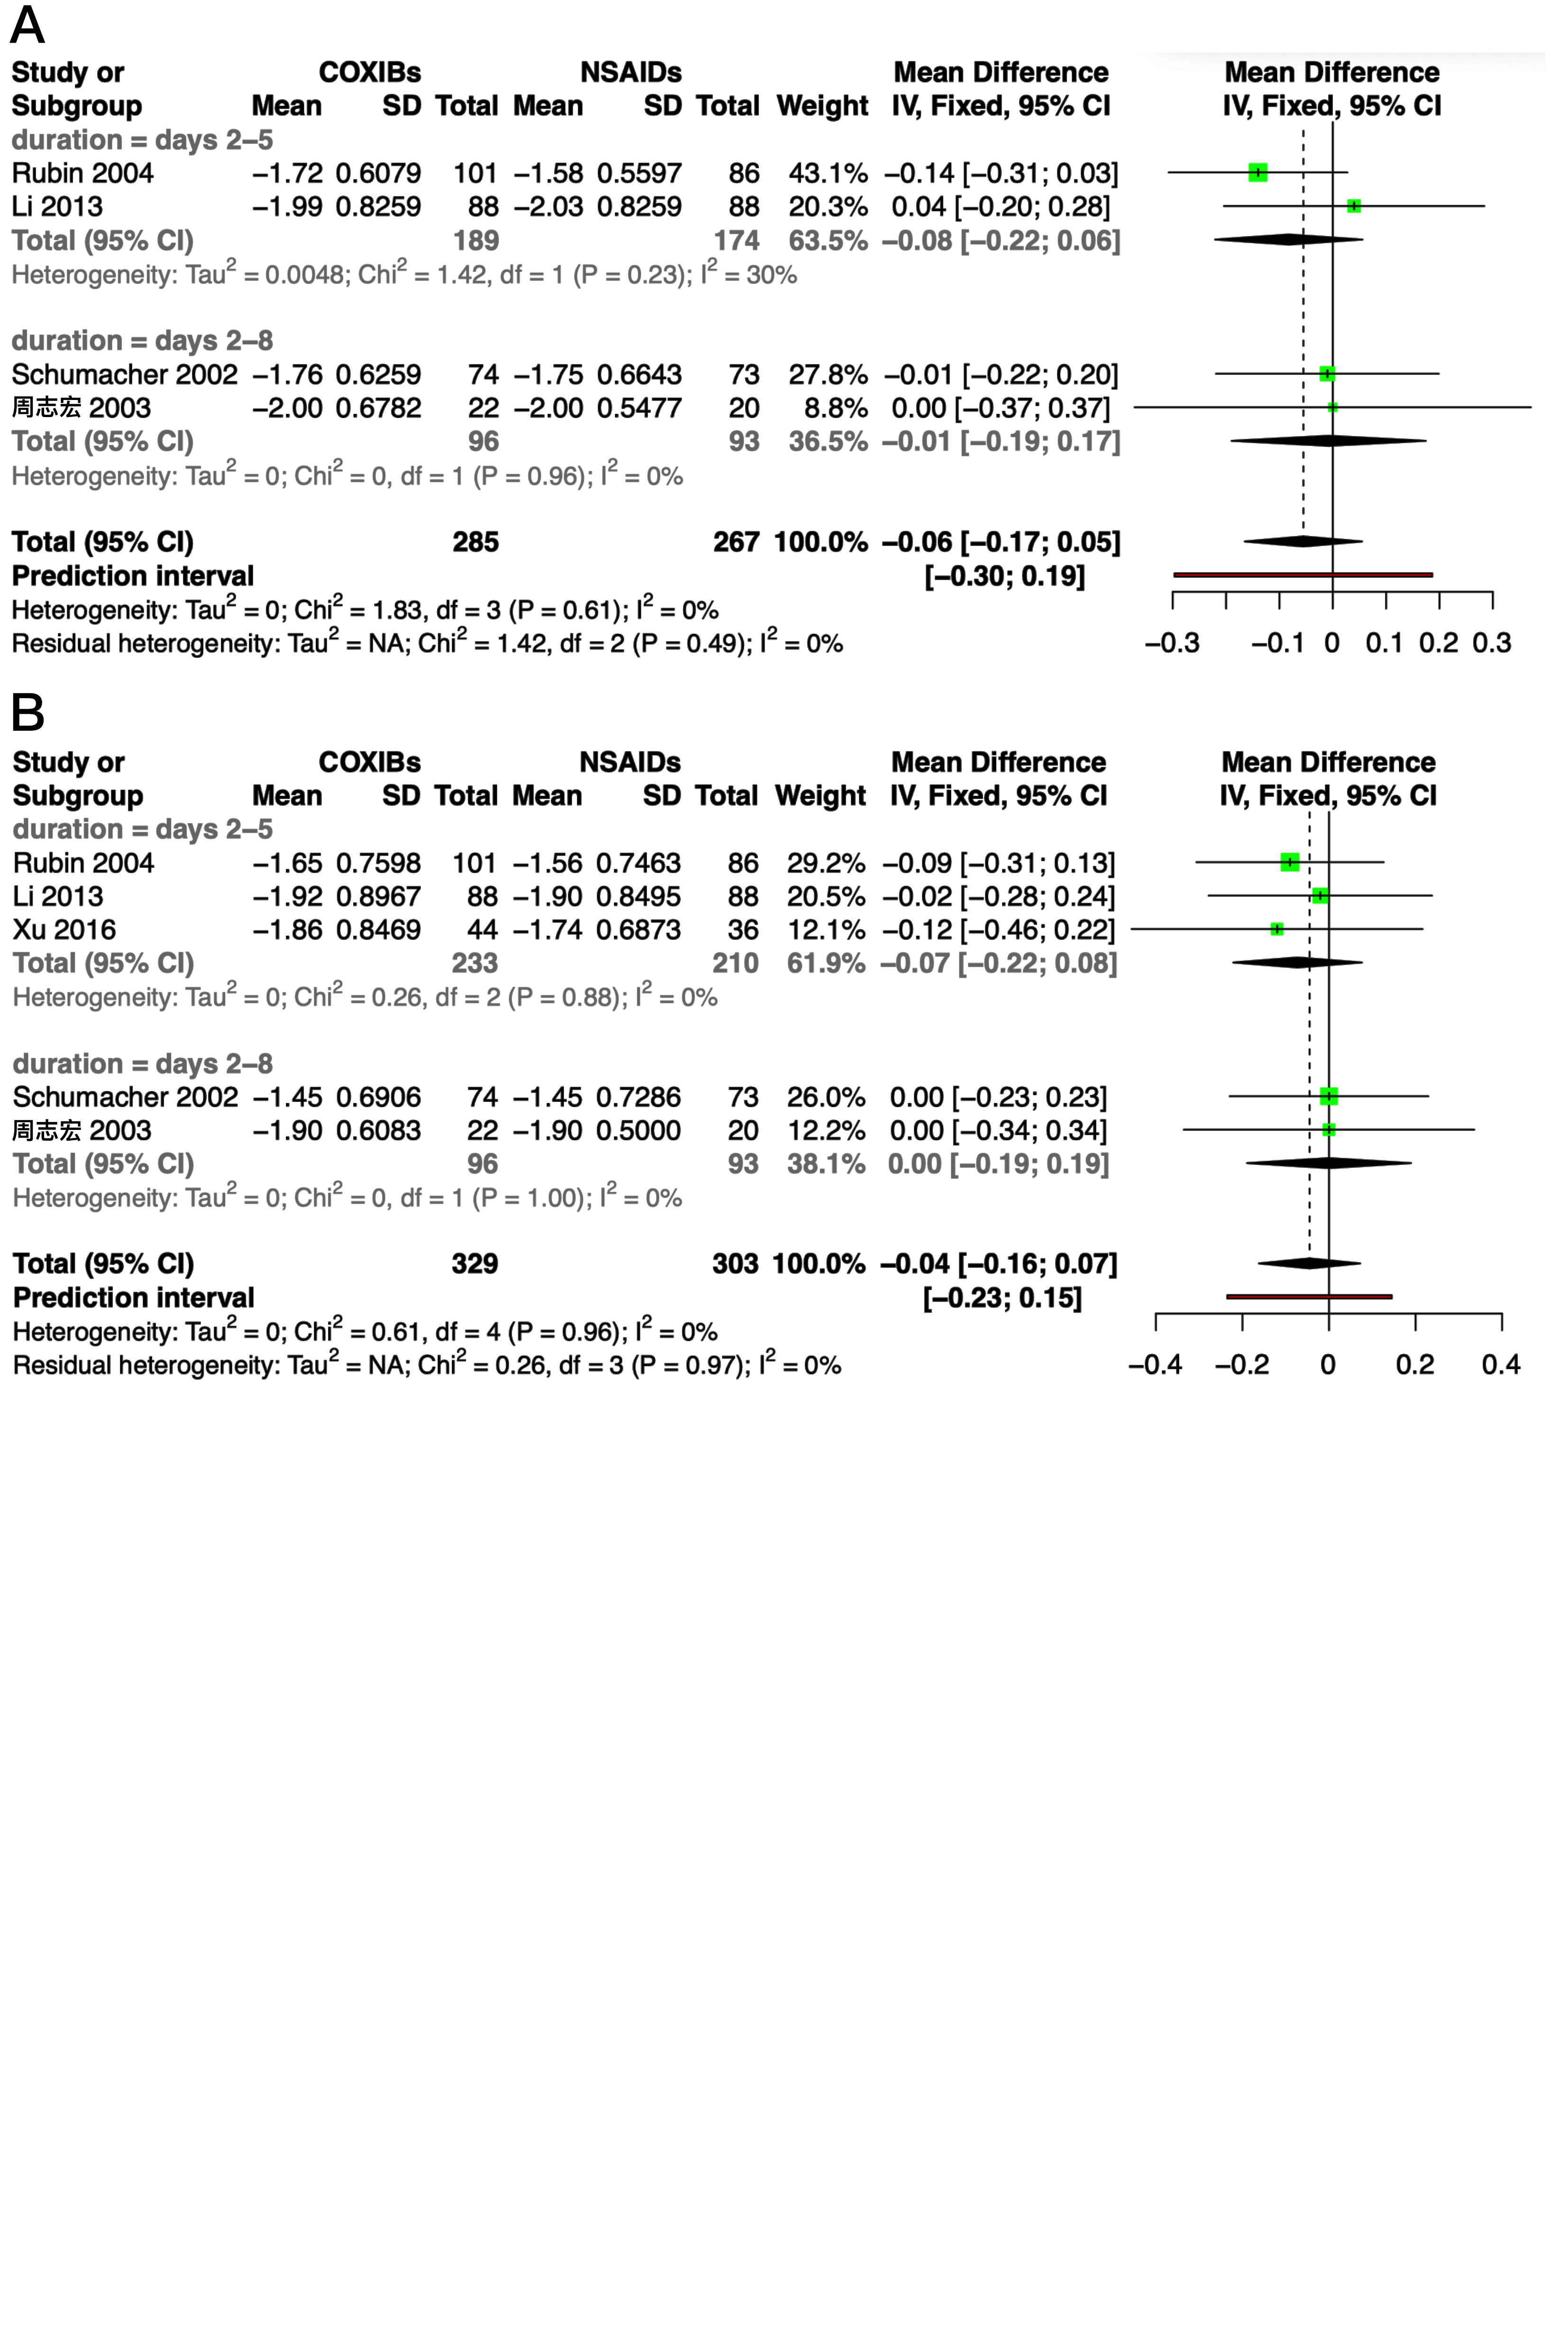 A
Study or COXIBs NSAIDs Mean Difference Mean Difference
Subgroup Mean SD Total Mean SD Total Weight IV, Fixed, 95% CI IV, Fixed, 95% CI
duration = days 2–5
Rubin 2004 −1.72 0.6079 101 −1.58 0.5597 86 43.1% −0.14 [−0.31; 0.03]
Li 2013 −1.99 0.8259 88 −2.03 0.8259 88 20.3% 0.04 [−0.20; 0.28]
Total (95% CI) 189 174 63.5% −0.08 [−0.22; 0.06]
Heterogeneity: Tau² = 0.0048; Chi² = 1.42, df = 1 (P = 0.23); I² = 30%
duration = days 2–8
Schumacher 2002 −1.76 0.6259 74 −1.75 0.6643 73 27.8% −0.01 [−0.22; 0.20]
周志宏 2003 −2.00 0.6782 22 −2.00 0.5477 20 8.8% 0.00 [−0.37; 0.37]
Total (95% CI) 96 93 36.5% −0.01 [−0.19; 0.17]
Heterogeneity: Tau² = 0; Chi² = 0, df = 1 (P = 0.96); I² = 0%
Total (95% CI) 285 267 100.0% −0.06 [−0.17; 0.05]
Prediction interval [−0.30; 0.19]
Heterogeneity: Tau² = 0; Chi² = 1.83, df = 3 (P = 0.61); I² = 0%
Residual heterogeneity: Tau² = NA; Chi² = 1.42, df = 2 (P = 0.49); I² = 0%
−0.3 −0.1 0 0.1 0.2 0.3
B
Study or COXIBs NSAIDs Mean Difference Mean Difference
Subgroup Mean SD Total Mean SD Total Weight IV, Fixed, 95% CI IV, Fixed, 95% CI
duration = days 2–5
Rubin 2004 −1.65 0.7598 101 −1.56 0.7463 86 29.2% −0.09 [−0.31; 0.13]
Li 2013 −1.92 0.8967 88 −1.90 0.8495 88 20.5% −0.02 [−0.28; 0.24]
Xu 2016 −1.86 0.8469 44 −1.74 0.6873 36 12.1% −0.12 [−0.46; 0.22]
Total (95% CI) 233 210 61.9% −0.07 [−0.22; 0.08]
Heterogeneity: Tau² = 0; Chi² = 0.26, df = 2 (P = 0.88); I² = 0%
duration = days 2–8
Schumacher 2002 −1.45 0.6906 74 −1.45 0.7286 73 26.0% 0.00 [−0.23; 0.23]
周志宏 2003 −1.90 0.6083 22 −1.90 0.5000 20 12.2% 0.00 [−0.34; 0.34]
Total (95% CI) 96 93 38.1% 0.00 [−0.19; 0.19]
Heterogeneity: Tau² = 0; Chi² = 0, df = 1 (P = 1.00); I² = 0%
Total (95% CI) 329 303 100.0% −0.04 [−0.16; 0.07]
Prediction interval [−0.23; 0.15]
Heterogeneity: Tau² = 0; Chi² = 0.61, df = 4 (P = 0.96); I² = 0%
Residual heterogeneity: Tau² = NA; Chi² = 0.26, df = 3 (P = 0.97); I² = 0%
−0.4 −0.2 0 0.2 0.4